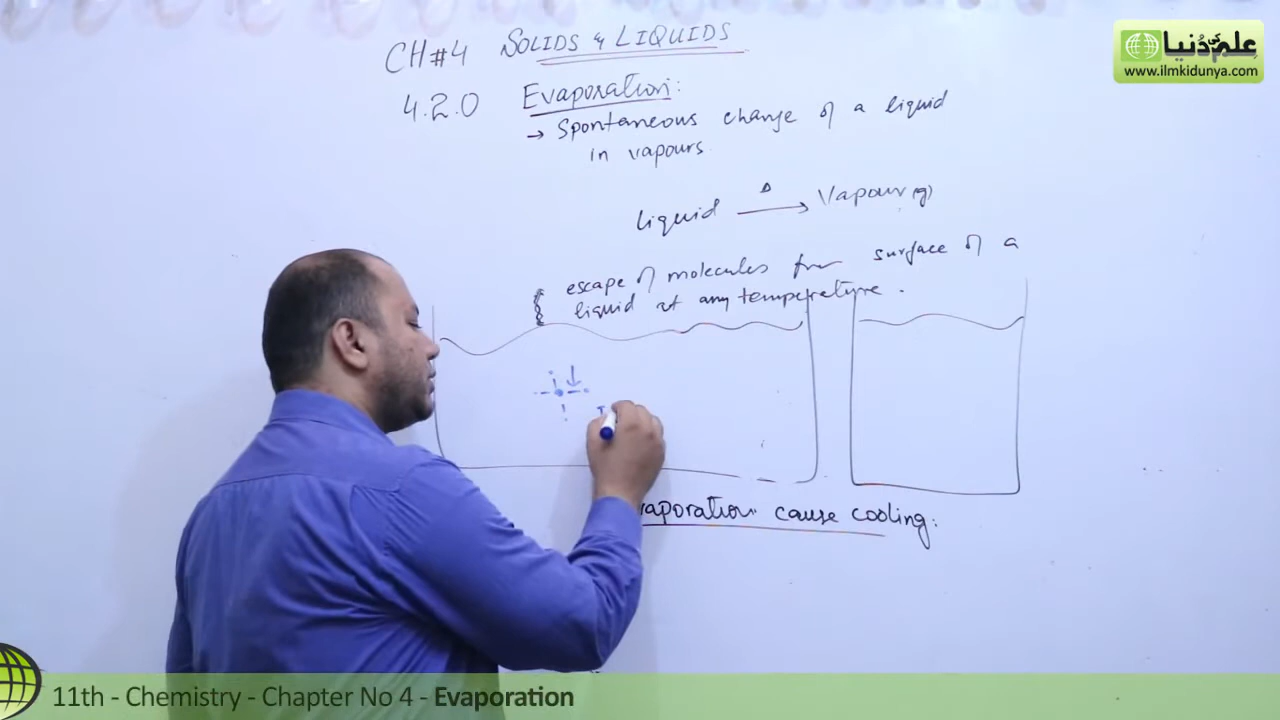 CH#4 SOLIDS & LIQUIDS
علم کی دُنیا
www.ilmkidunya.com
4.2.0 Evaporation:
→ Spontaneous change of a liquid
in vapours
liquid Δ → Vapour(g)
escape of molecules from surface of a
liquid at any temperature.
vaporation cause cooling:
11th - Chemistry - Chapter No 4 - Evaporation